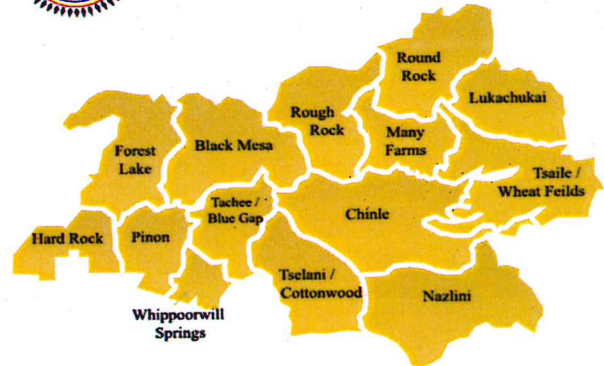 Round
Rock
Lukachukai
Rough
Rock
Many
Farms
Black Mesa
Forest
Lake
Tsaile /
Wheat Feilds
Tachee /
Blue Gap
Chinle
Hard Rock
Pinon
Tselani /
Cottonwood
Nazlini
Whippoorwill
Springs